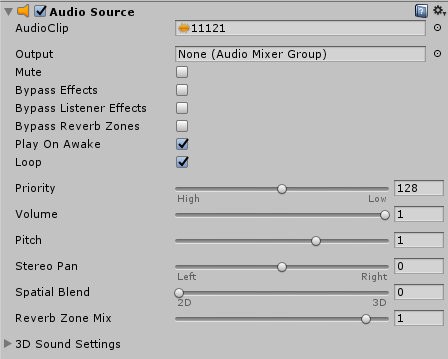 Audio Source
AudioClip 11121
Output None (Audio Mixer Group)
Mute
Bypass Effects
Bypass Listener Effects
Bypass Reverb Zones
Play On Awake
Loop
Priority 128
High Low
Volume 1
Pitch 1
Stereo Pan 0
Left Right
Spatial Blend 0
2D 3D
Reverb Zone Mix 1
3D Sound Settings